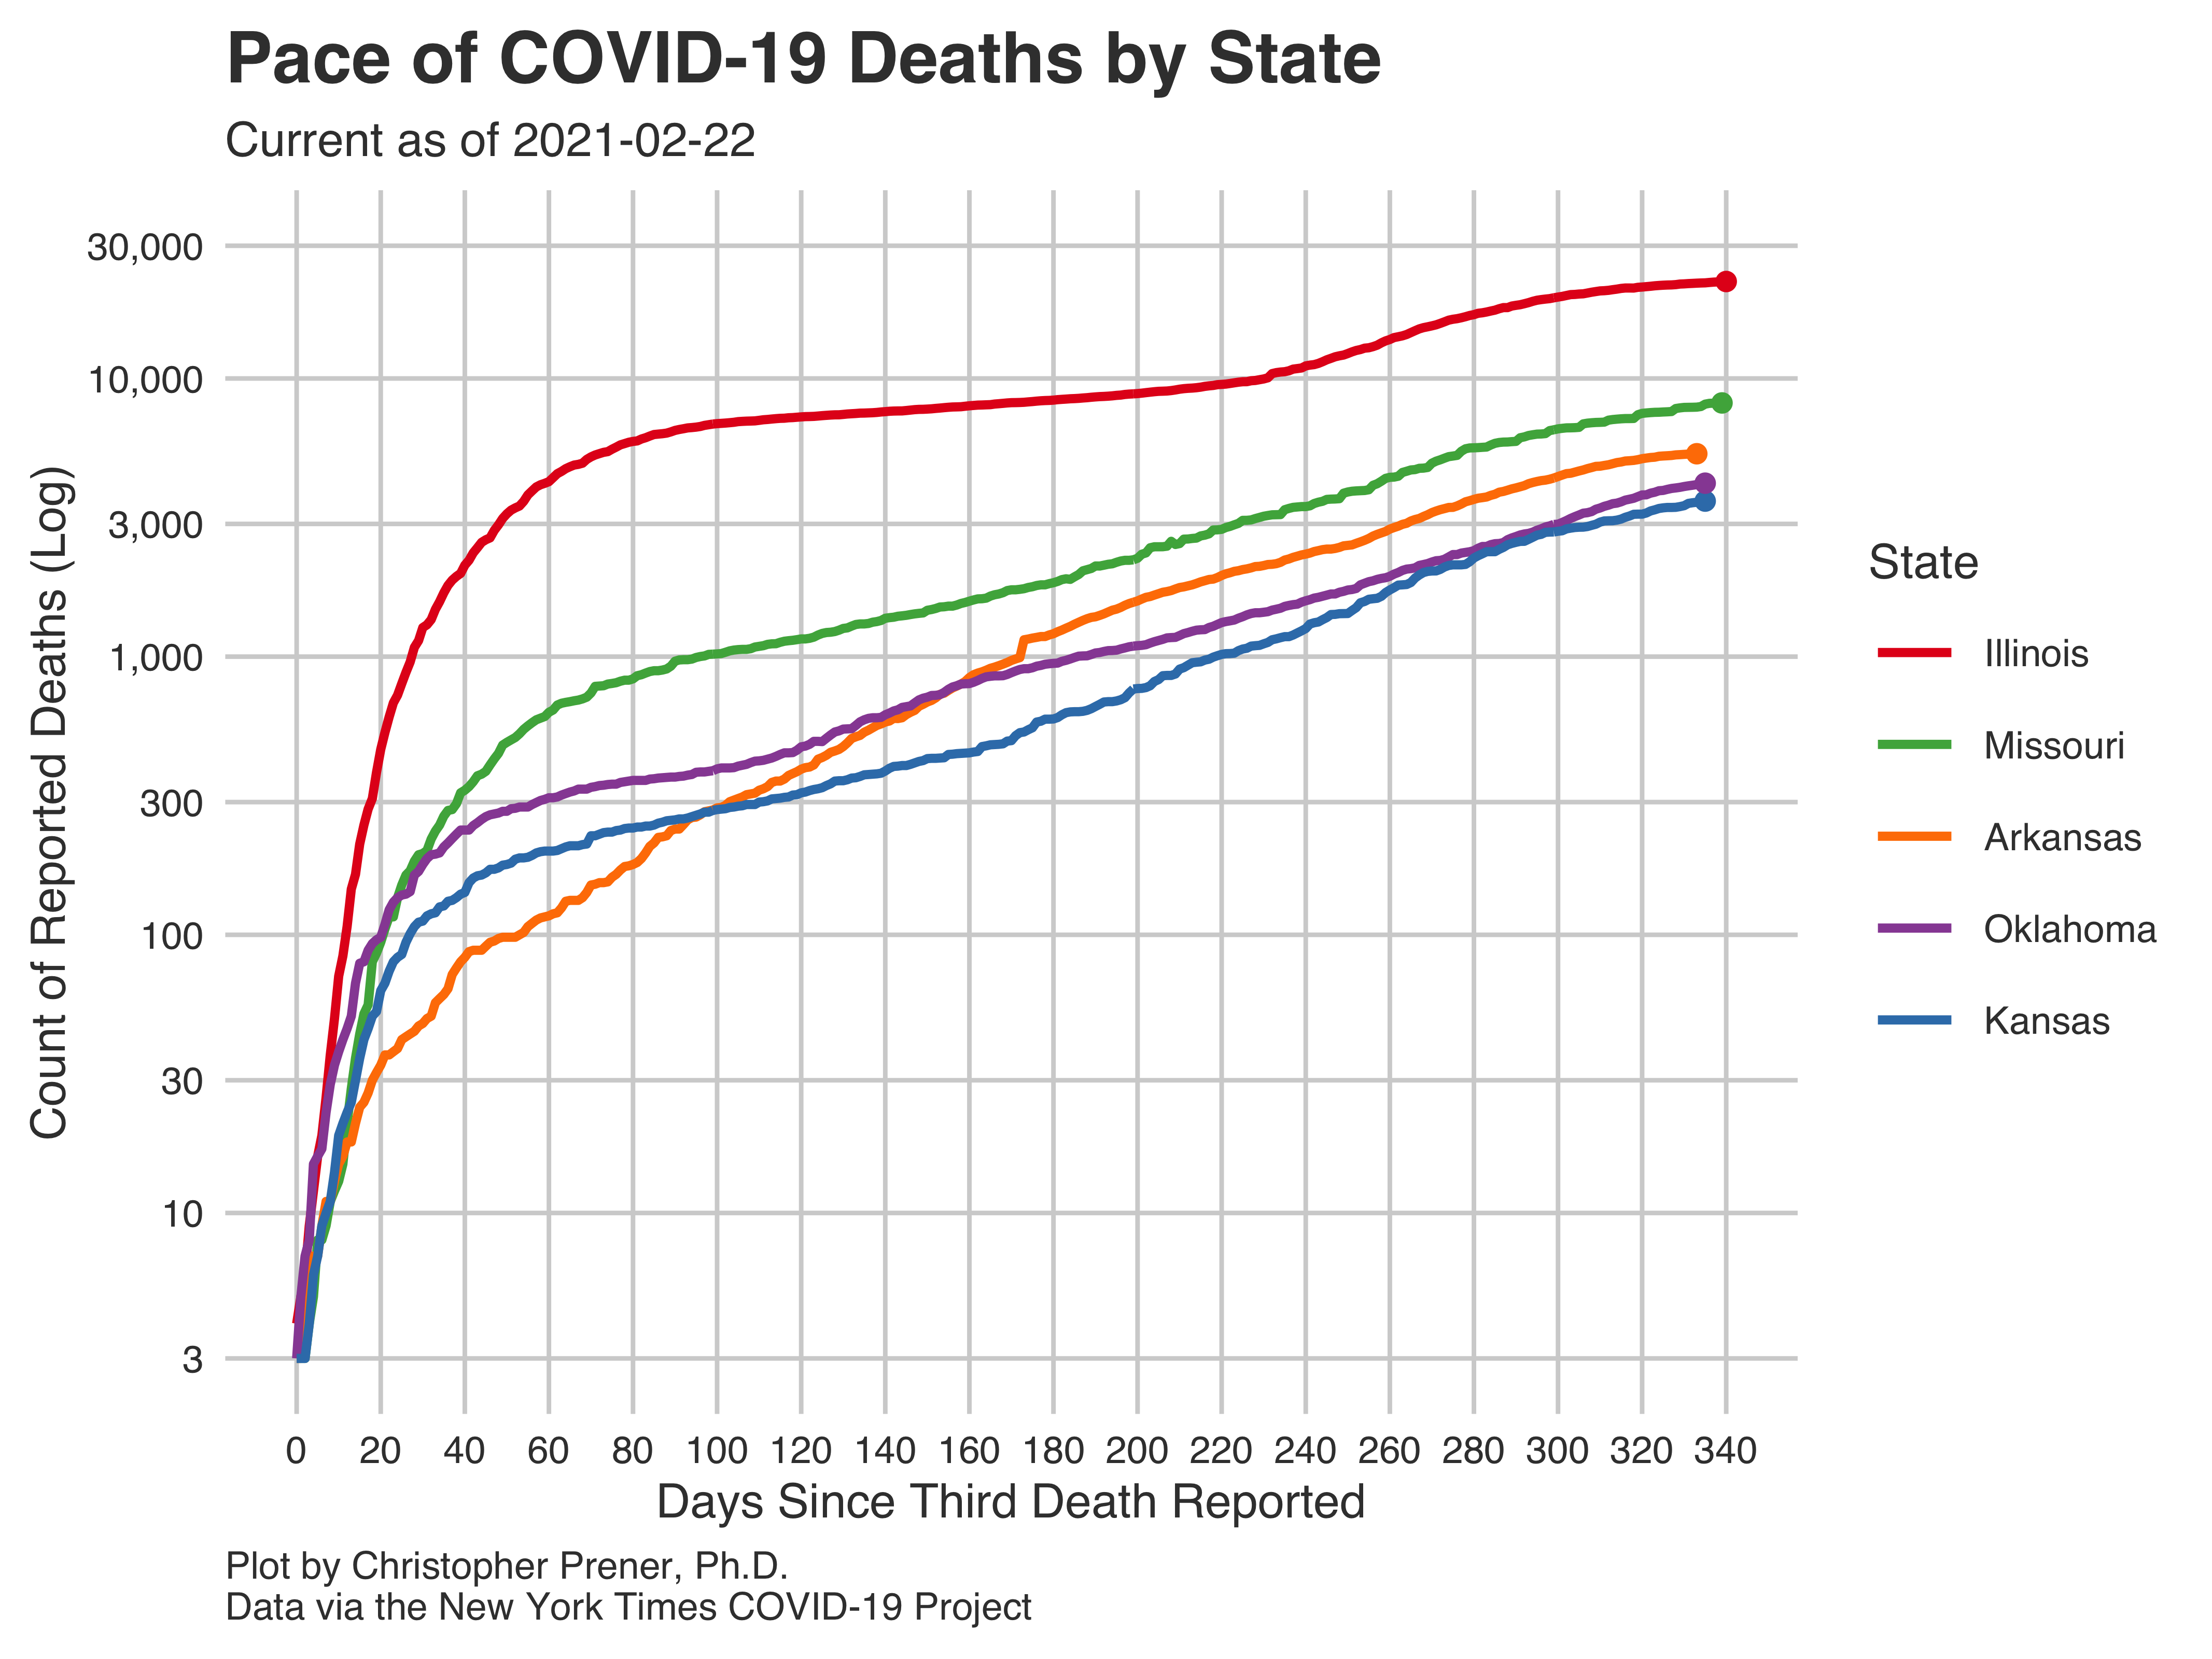 Pace of COVID-19 Deaths by State
Current as of 2021-02-22
Count of Reported Deaths (Log)
30,000
10,000
3,000
1,000
300
100
30
10
3
0 20 40 60 80 100 120 140 160 180 200 220 240 260 280 300 320 340
Days Since Third Death Reported
State
Illinois
Missouri
Arkansas
Oklahoma
Kansas
Plot by Christopher Prener, Ph.D.
Data via the New York Times COVID-19 Project